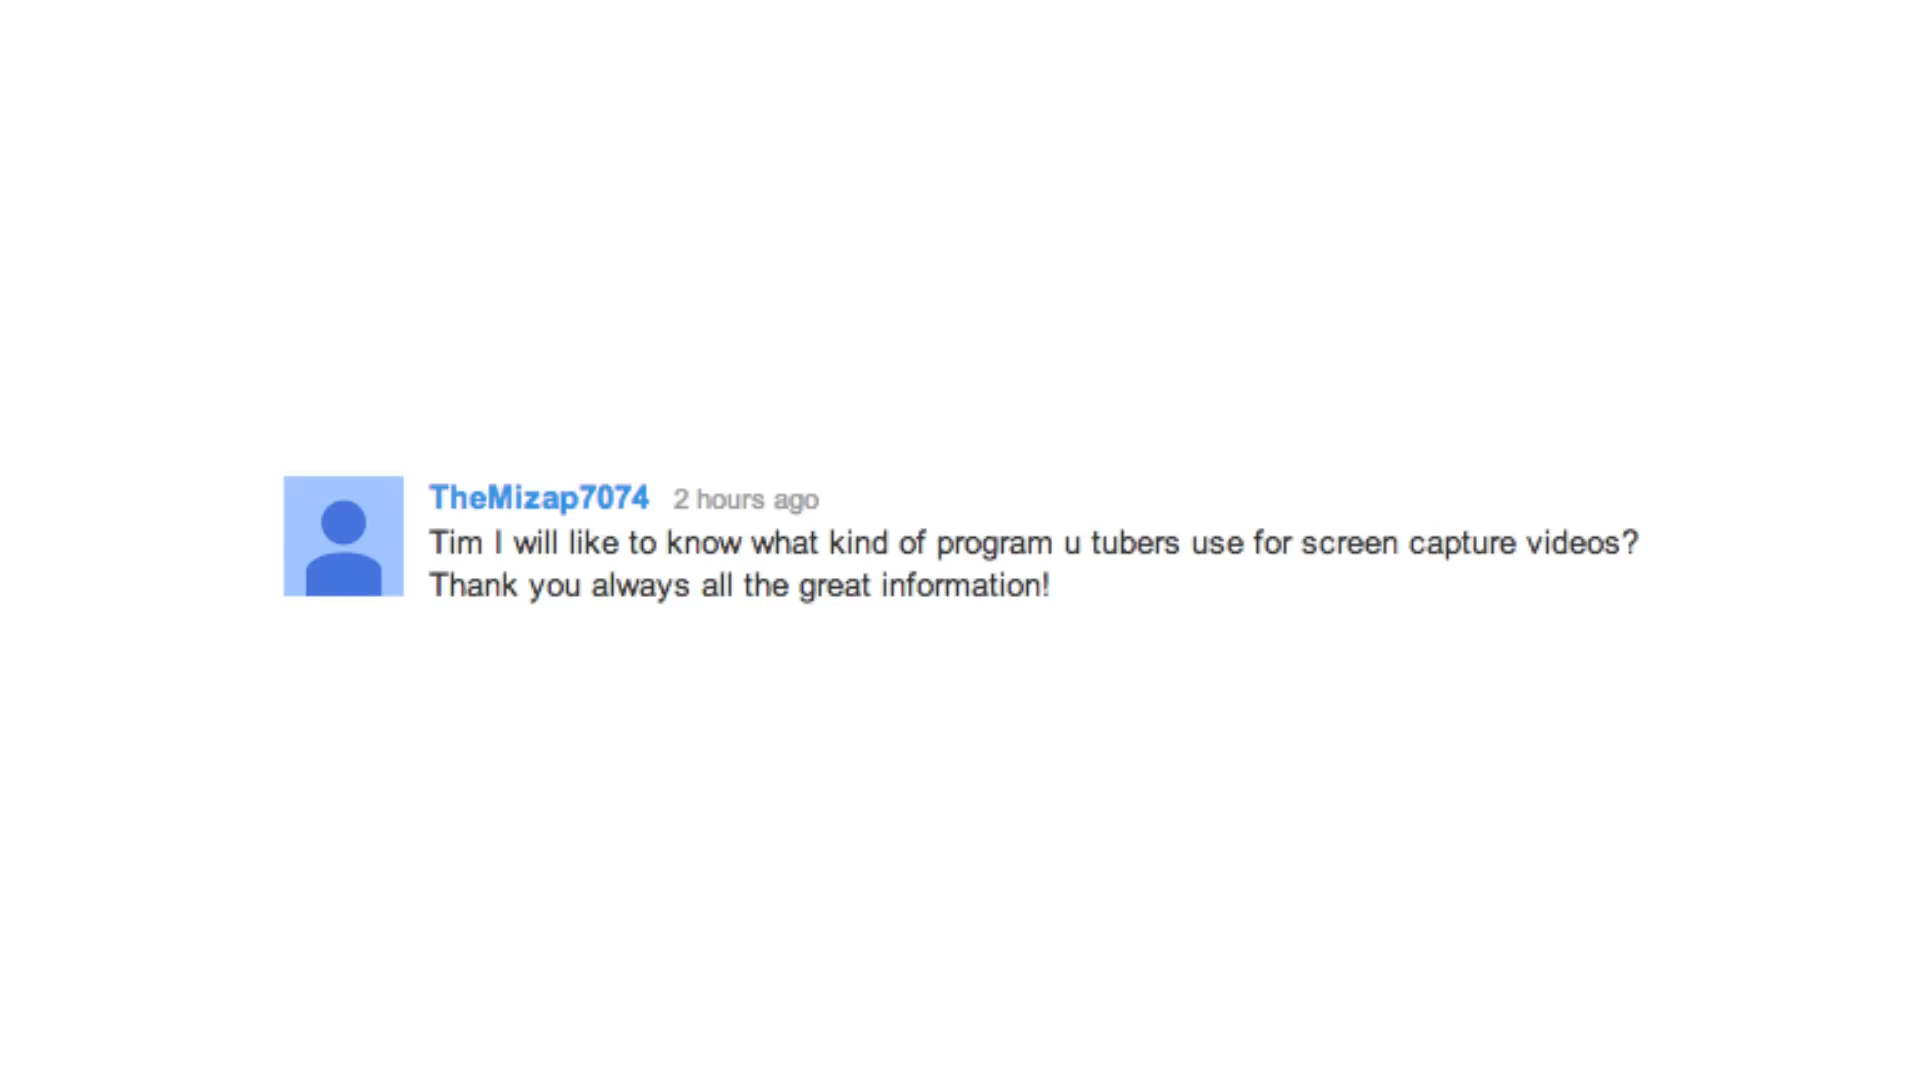 TheMizap7074 2 hours ago
Tim I will like to know what kind of program u tubers use for screen capture videos?
Thank you always all the great information!